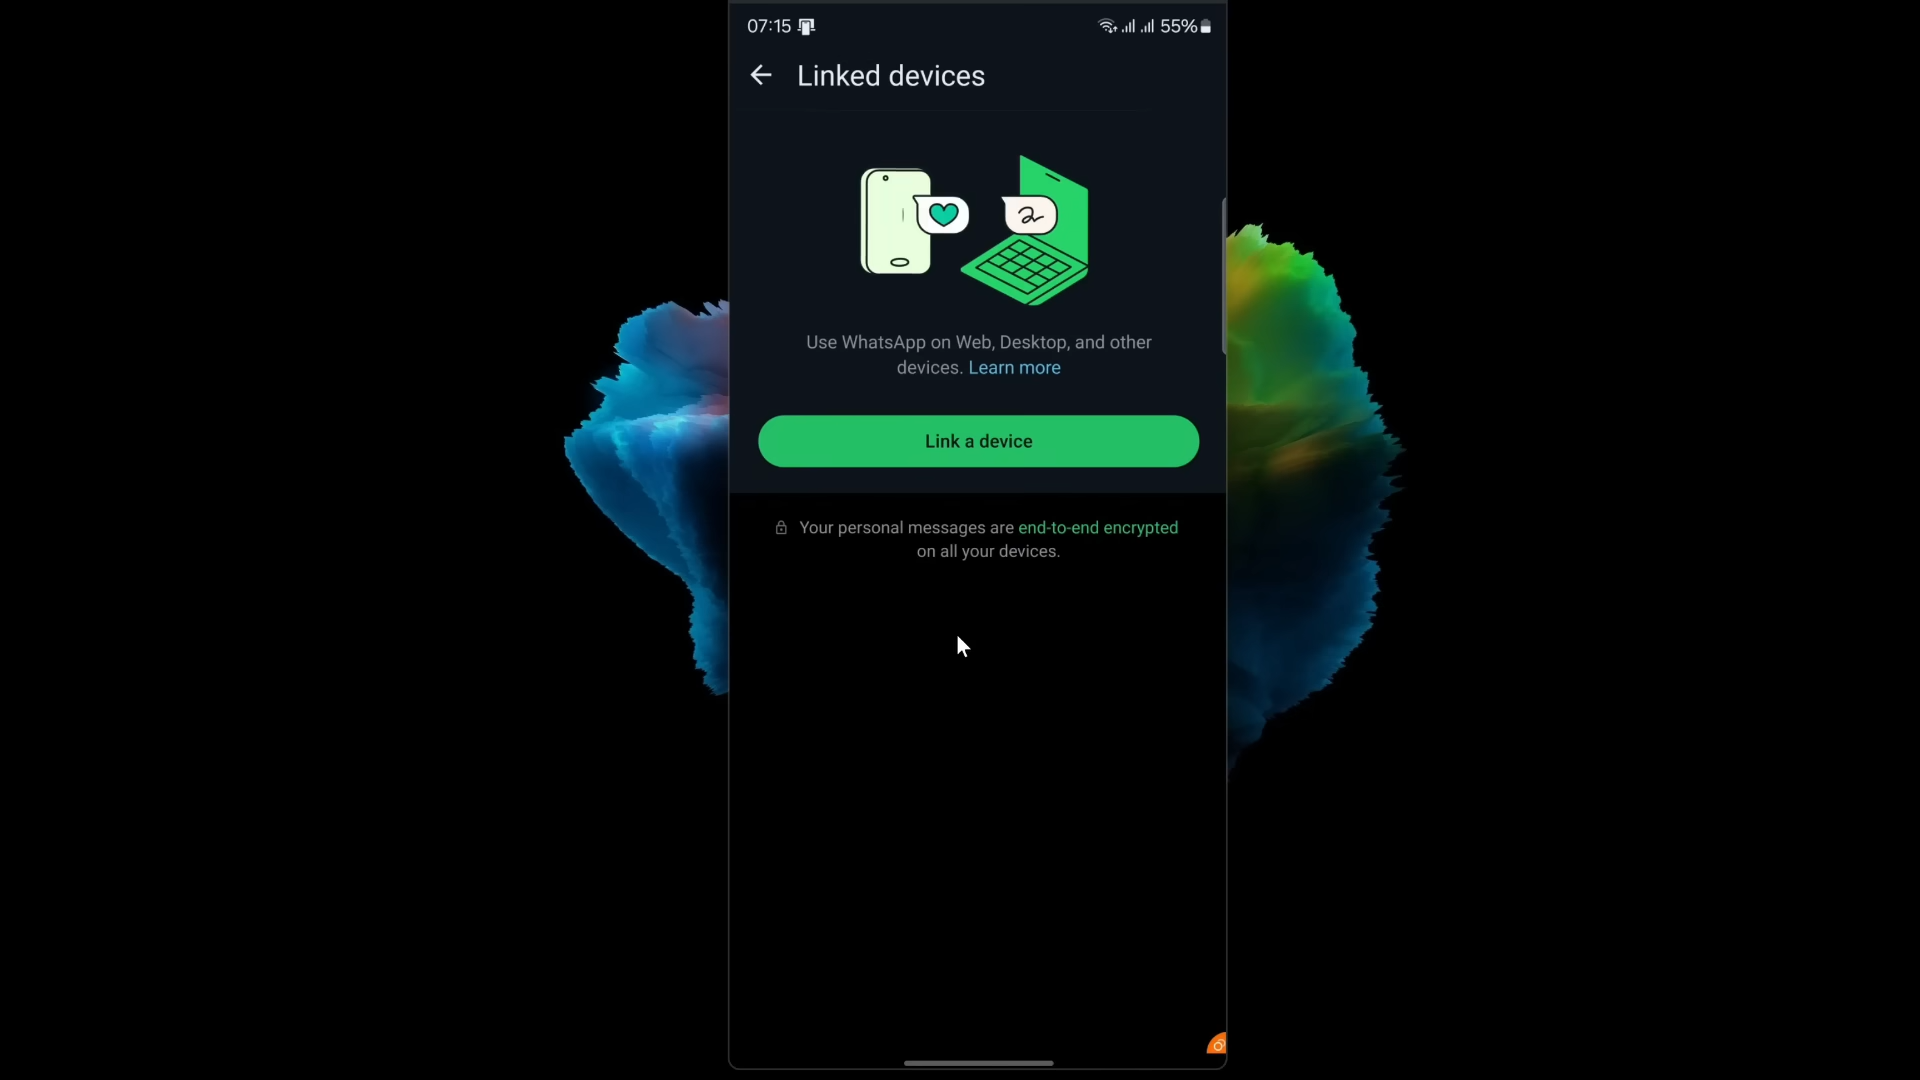 07:15 55%
Linked devices
Use WhatsApp on Web, Desktop, and other
devices. Learn more
Link a device
Your personal messages are end-to-end encrypted
on all your devices.